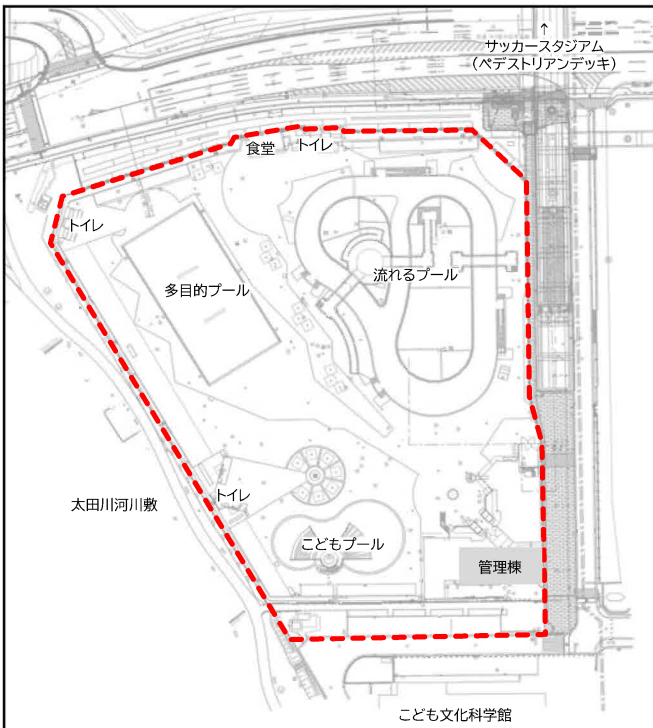 ↑
サッカースタジアム
（ペデストリアンデッキ）
食堂
トイレ
トイレ
流れるプール
多目的プール
トイレ
太田川河川敷
こどもプール
管理棟
こども文化科学館